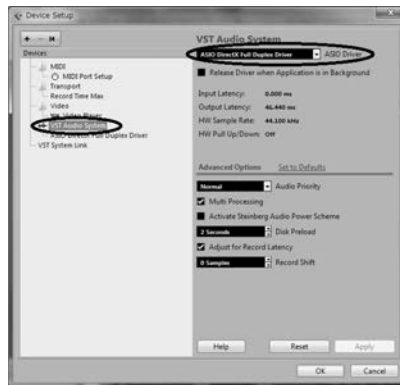 Device Setup
+ - |◄
Devices
MIDI
MIDI Port Setup
Transport
Record Time Max
Video
Video Player
VST Audio System
ASIO DirectX Full Duplex Driver
VST System Link
VST Audio System
ASIO DirectX Full Duplex Driver ASIO Driver
Release Driver when Application is in Background
Input Latency: 0.000 ms
Output Latency: 46.440 ms
HW Sample Rate: 44.100 kHz
HW Pull Up/Down: Off
Advanced Options Set to Defaults
Normal Audio Priority
Multi Processing
Activate Steinberg Audio Power Scheme
2 Seconds Disk Preload
Adjust for Record Latency
0 Samples Record Shift
Help Reset Apply
OK Cancel